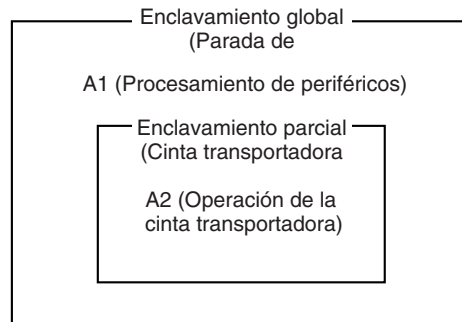 Enclavamiento global
(Parada de
A1 (Procesamiento de periféricos)
Enclavamiento parcial
(Cinta transportadora
A2 (Operación de la
cinta transportadora)